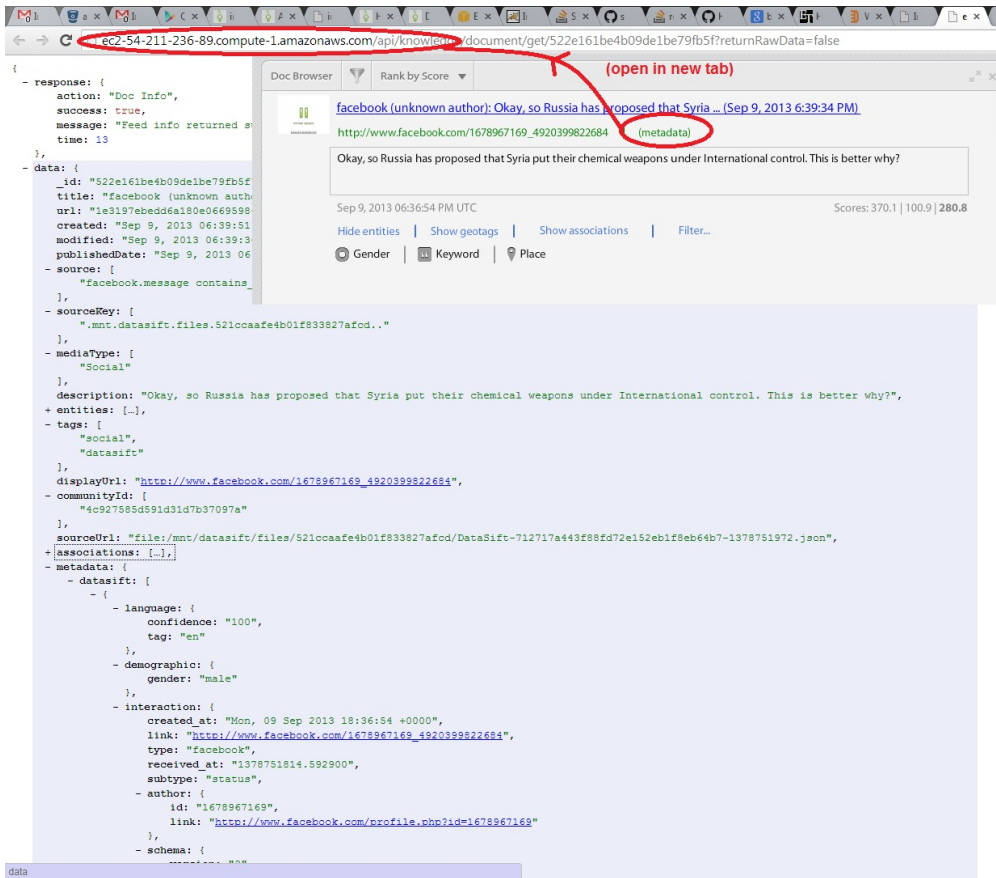 ec2-54-211-236-89.compute-1.amazonaws.com/api/knowledge/document/get/522e161be4b09de1be79fb5f?returnRawData=false
(open in new tab)
Doc Browser Rank by Score
facebook (unknown author): Okay, so Russia has proposed that Syria ... (Sep 9, 2013 6:39:34 PM)
http://www.facebook.com/1678967169_4920399822684 (metadata)
Okay, so Russia has proposed that Syria put their chemical weapons under International control. This is better why?
Sep 9, 2013 06:36:54 PM UTC Scores: 370.1 | 100.9 | 280.8
Hide entities | Show geotags | Show associations | Filter...
Gender | Keyword | Place
{
- response: {
action: "Doc Info",
success: true,
message: "Feed info returned
time: 13
},
- data: {
_id: "522e161be4b09de1be79fb5f
title: "facebook (unknown auth
url: "1e3197ebedd6a180e0669598
created: "Sep 9, 2013 06:39:51
modified: "Sep 9, 2013 06:39:3
publishedDate: "Sep 9, 2013 06
- source: [
"facebook.message contains_
],
- sourceKey: [
".mnt.datasift.files.521ccaafe4b01f833827afcd.."
],
- mediaType: [
"Social"
],
description: "Okay, so Russia has proposed that Syria put their chemical weapons under International control. This is better why?",
+ entities: […],
- tags: [
"social",
"datasift"
],
displayUrl: "http://www.facebook.com/1678967169_4920399822684",
- communityId: [
"4c927585d591d31d7b37097a"
],
sourceUrl: "file:/mnt/datasift/files/521ccaafe4b01f833827afcd/DataSift-712717a443f88fd72e152eb1f8eb64b7-1378751972.json",
+ associations: […],
- metadata: {
- datasift: [
- {
- language: {
confidence: "100",
tag: "en"
},
- demographic: {
gender: "male"
},
- interaction: {
created_at: "Mon, 09 Sep 2013 18:36:54 +0000",
link: "http://www.facebook.com/1678967169_4920399822684",
type: "facebook",
received_at: "1378751814.592900",
subtype: "status",
- author: {
id: "1678967169",
link: "http://www.facebook.com/profile.php?id=1678967169"
},
- schema: {
data